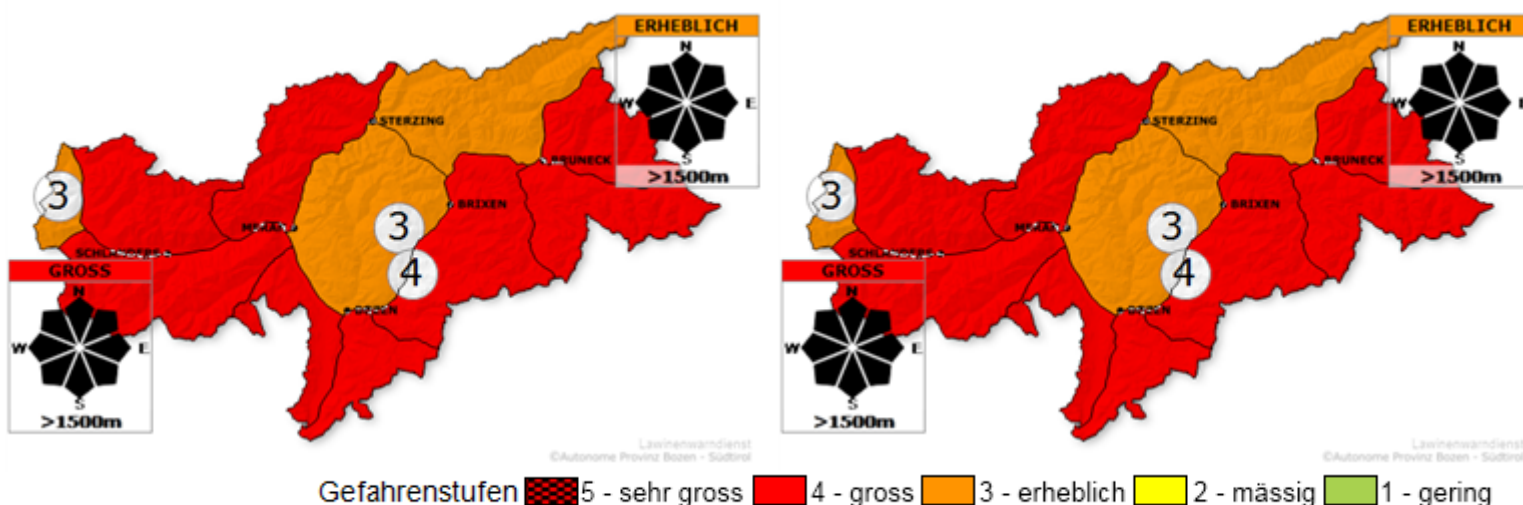 ERHEBLICH
N
W E
S
>1500m
STERZING
BRUNECK
3
BRIXEN
MERAN
3
SCHLANDERS
4
GROSS
N
W E
S
>1500m
BOZEN
Lawinenwarndienst
©Autonome Provinz Bozen - Südtirol
ERHEBLICH
N
W E
S
>1500m
STERZING
BRUNECK
3
BRIXEN
MERAN
3
SCHLANDERS
4
GROSS
N
W E
S
>1500m
BOZEN
Lawinenwarndienst
©Autonome Provinz Bozen - Südtirol
Gefahrenstufen 5 - sehr gross 4 - gross 3 - erheblich 2 - mässig 1 - gering